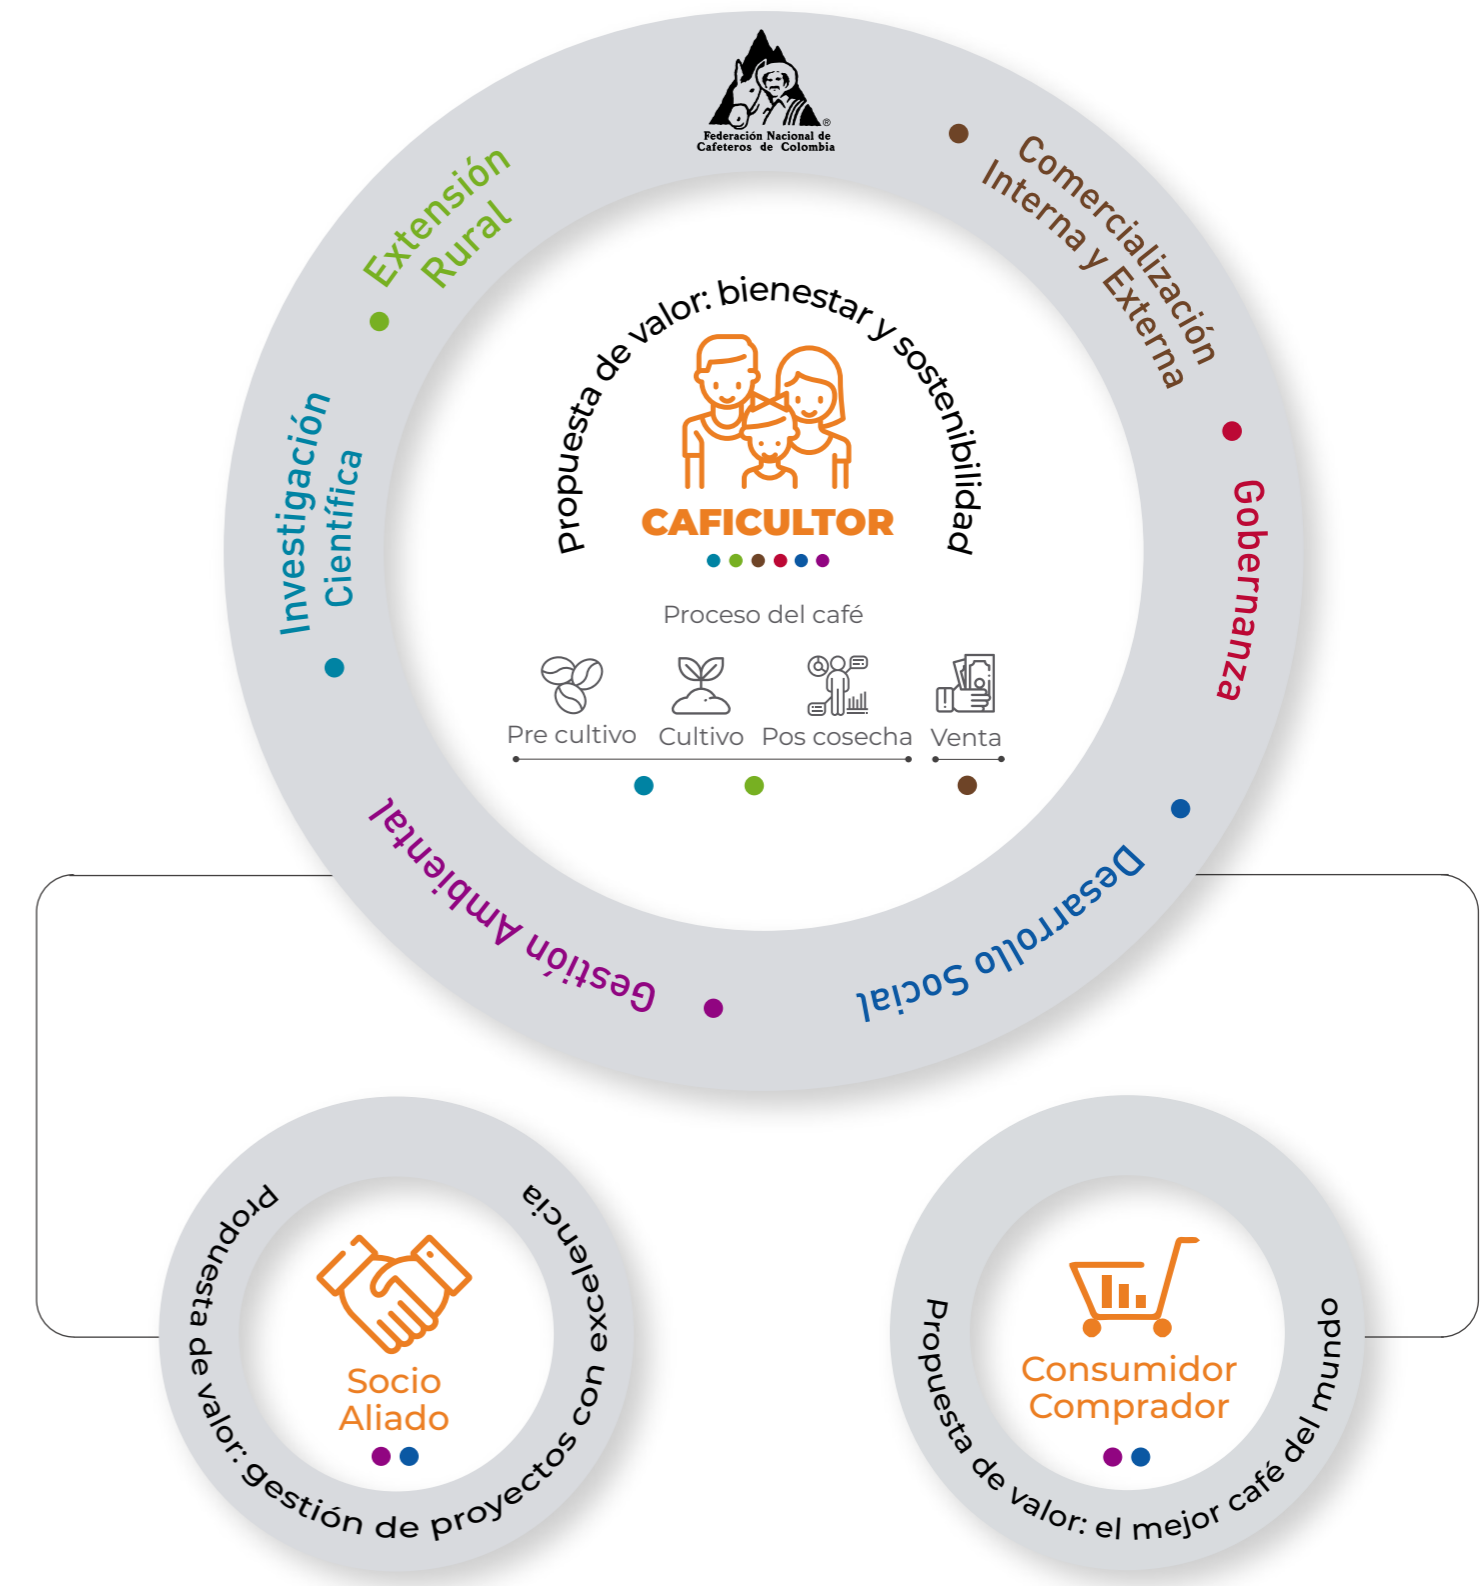 Federación Nacional de
Cafeteros de Colombia
®
Extensión
Rural
Comercialización
Interna y Externa
Investigación
Científica
Gobernanza
Gestión Ambiental
Desarrollo Social
Propuesta de valor: bienestar y sostenibilidad
CAFICULTOR
Proceso del café
Pre cultivo
Cultivo
Pos cosecha
Venta
Propuesta de valor: gestión de proyectos con excelencia
Socio
Aliado
Propuesta de valor: el mejor café del mundo
Consumidor
Comprador